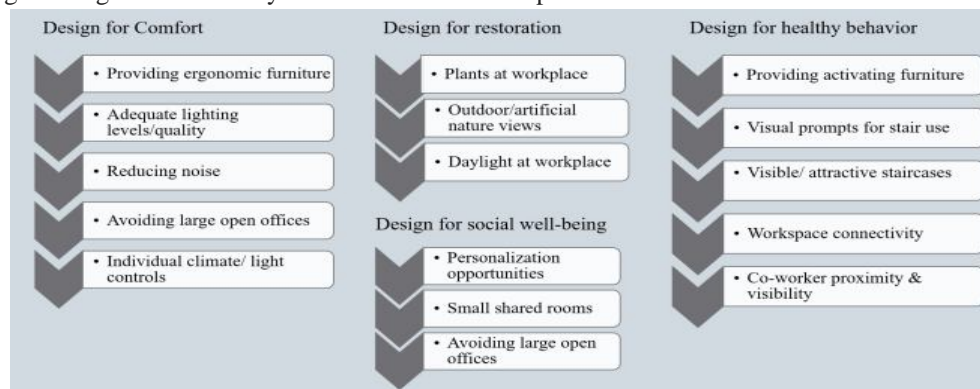 Design for Comfort
• Providing ergonomic furniture
• Adequate lighting
levels/quality
• Reducing noise
• Avoiding large open offices
• Individual climate/ light
controls
Design for restoration
• Plants at workplace
• Outdoor/artificial
nature views
• Daylight at workplace
Design for social well-being
• Personalization
opportunities
• Small shared rooms
• Avoiding large open
offices
Design for healthy behavior
• Providing activating furniture
• Visual prompts for stair use
• Visible/ attractive staircases
• Workspace connectivity
• Co-worker proximity &
visibility